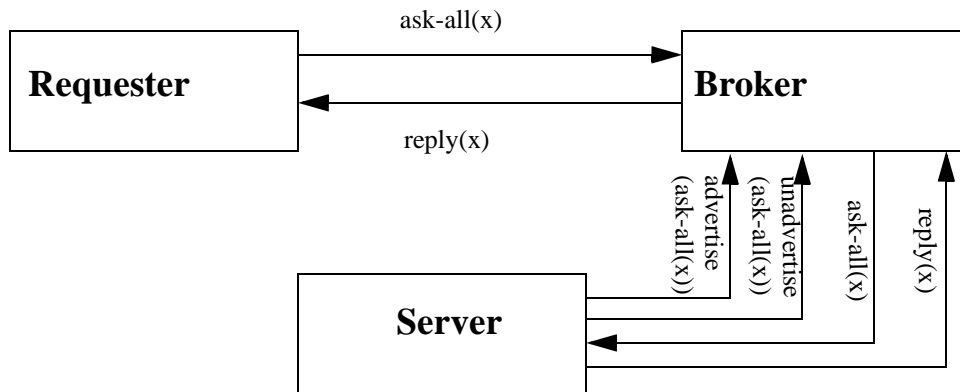 ask-all(x)
Requester
Broker
reply(x)
advertise
(ask-all(x))
unadvertise
(ask-all(x))
ask-all(x)
reply(x)
Server